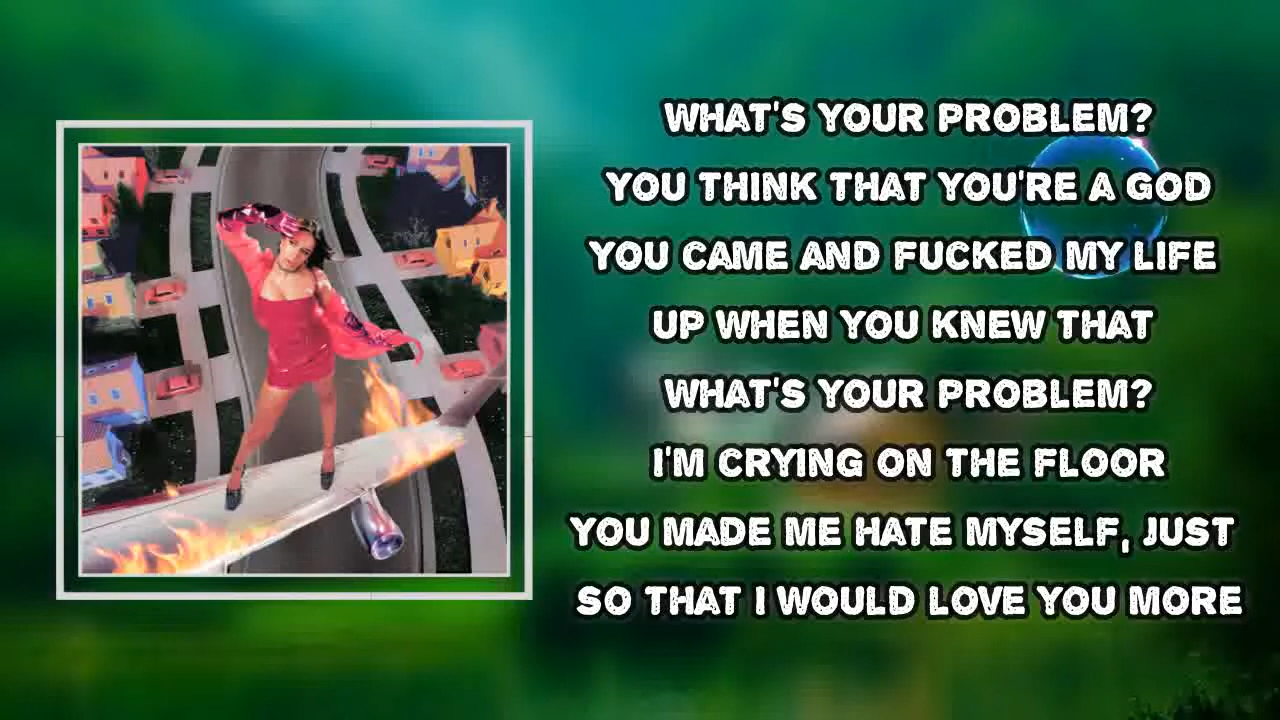 WHAT'S YOUR PROBLEM?
YOU THINK THAT YOU'RE A GOD
YOU CAME AND FUCKED MY LIFE
UP WHEN YOU KNEW THAT
WHAT'S YOUR PROBLEM?
I'M CRYING ON THE FLOOR
YOU MADE ME HATE MYSELF, JUST
SO THAT I WOULD LOVE YOU MORE